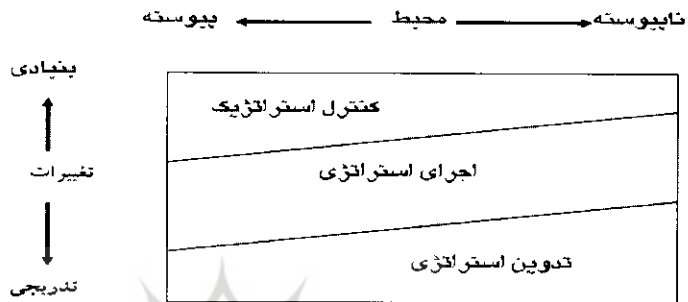 ناپیوسته محیط پیوسته
بنیادی
کنترل استراتژیک
تغییرات
اجرای استراتژی
تدوین استراتژی
تدریجی